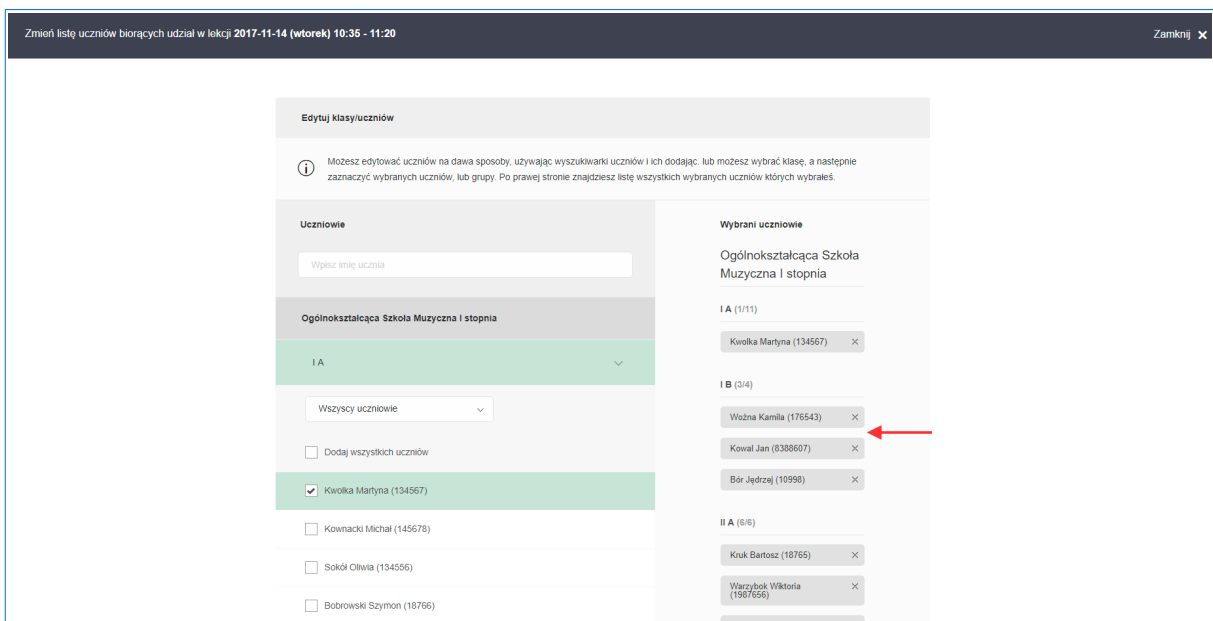 Zmień listę uczniów biorących udział w lekcji 2017-11-14 (wtorek) 10:35 - 11:20
Zamknij ×
Edytuj klasy/uczniów
Możesz edytować uczniów na dawa sposoby, używając wyszukiwarki uczniów i ich dodając. lub możesz wybrać klasę, a następnie
zaznaczyć wybranych uczniów, lub grupy. Po prawej stronie znajdziesz listę wszystkich wybranych uczniów których wybrałeś.
Uczniowie
Wpisz imię ucznia
Ogólnokształcąca Szkoła Muzyczna I stopnia
I A
Wszyscy uczniowie
Dodaj wszystkich uczniów
Kwolka Martyna (134567)
Kownacki Michał (145678)
Sokół Oliwia (134556)
Bobrowski Szymon (18766)
Wybrani uczniowie
Ogólnokształcąca Szkoła
Muzyczna I stopnia
I A (1/11)
Kwolka Martyna (134567) ×
I B (3/4)
Woźna Kamila (176543) ×
Kowal Jan (8388607) ×
Bór Jędrzej (10998) ×
II A (6/6)
Kruk Bartosz (18765) ×
Warzybok Wiktoria ×
(1987656)